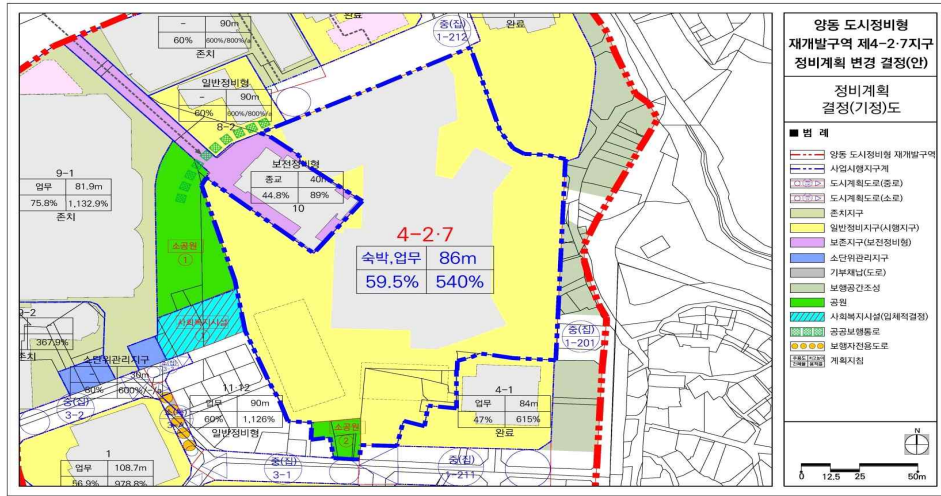 양동 도시정비형
재개발구역 제4-2·7지구
정비계획 변경 결정(안)
정비계획
결정(기정)도
■ 범 례
양동 도시정비형 재개발구역
사업시행지구계
도시계획도로(중로)
도시계획도로(소로)
존치지구
일반정비지구(시행지구)
보존지구(보전정비형)
소단위관리지구
기부채납(도로)
보행공간조성
공원
사회복지시설(입체적결정)
공공보행통로
보행자전용도로
계획지침
N
0 12.5 25 50m
- 90m
60% 600%/800%/a
존치
완료
중(집)
1-212
완료
일반정비형
- 90m
60% 600%/800%/a
8-2
보전정비형
종교 40m
44.8% 89%
10
9-1
업무 81.9m
75.8% 1,132.9%
존치
소공원
①
4-2·7
숙박,업무 86m
59.5% 540%
사회복지시설
9-2
367.9%
존치
소단위관리지구
- 30m
60% 600%/-/a
중(집)
3-2
11·12
업무 90m
60% 1,126%
일반정비형
소공원
②
중(집)
1-201
4-1
업무 84m
47% 615%
완료
1
업무 108.7m
56.9% 978.8%
중(집)
3-1
중(집)
1-211